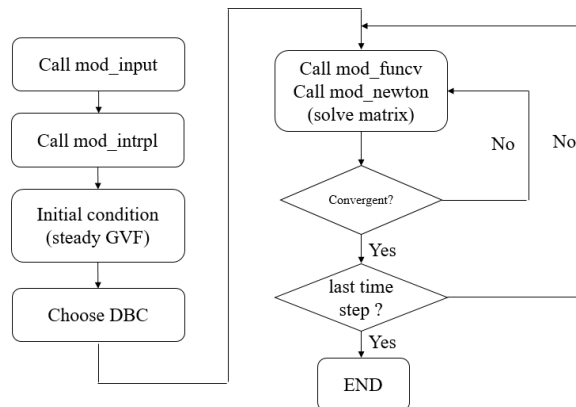 Call mod_input
Call mod_intrpl
Initial condition
(steady GVF)
Choose DBC
Call mod_funcv
Call mod_newton
(solve matrix)
No
No
Convergent?
Yes
last time
step ?
Yes
END